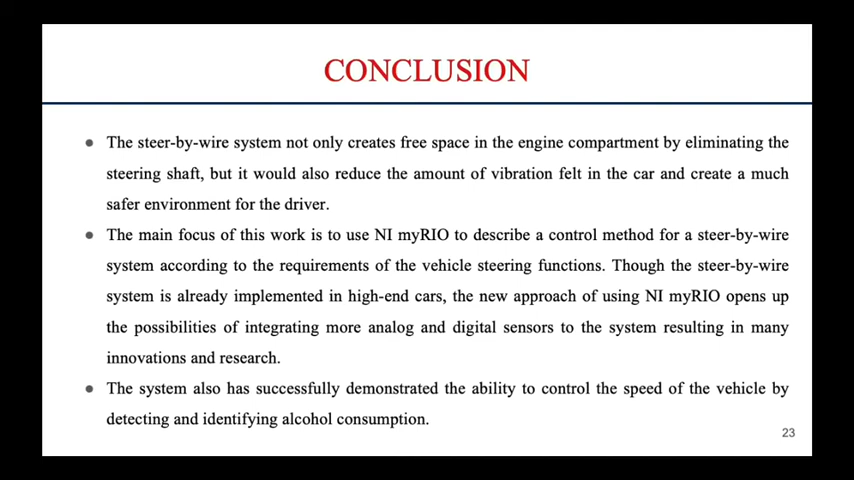 CONCLUSION
● The steer-by-wire system not only creates free space in the engine compartment by eliminating the
steering shaft, but it would also reduce the amount of vibration felt in the car and create a much
safer environment for the driver.
● The main focus of this work is to use NI myRIO to describe a control method for a steer-by-wire
system according to the requirements of the vehicle steering functions. Though the steer-by-wire
system is already implemented in high-end cars, the new approach of using NI myRIO opens up
the possibilities of integrating more analog and digital sensors to the system resulting in many
innovations and research.
● The system also has successfully demonstrated the ability to control the speed of the vehicle by
detecting and identifying alcohol consumption.
23